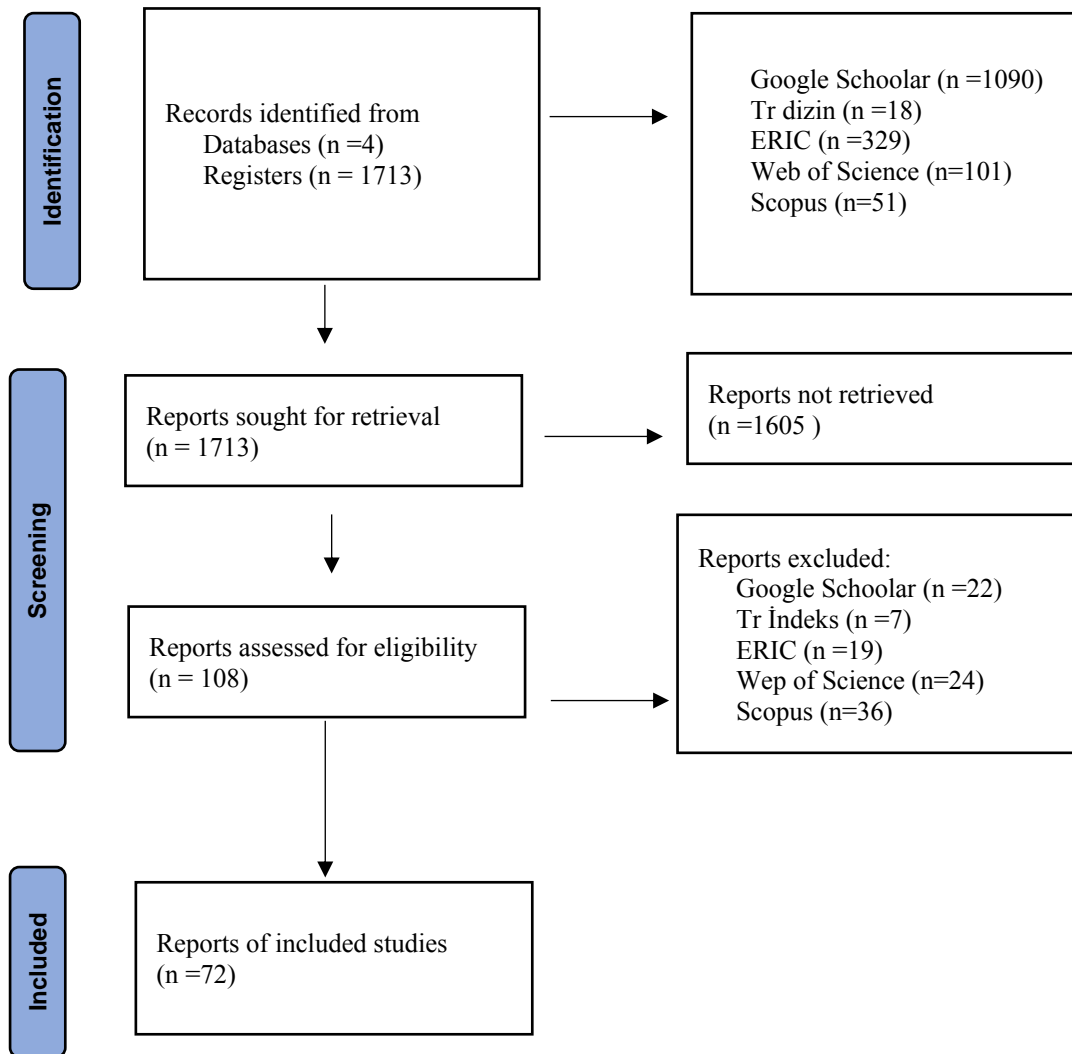 Identification
Records identified from
Databases (n =4)
Registers (n = 1713)
Google Schoolar (n =1090)
Tr dizin (n =18)
ERIC (n =329)
Web of Science (n=101)
Scopus (n=51)
Screening
Reports sought for retrieval
(n = 1713)
Reports not retrieved
(n =1605 )
Reports assessed for eligibility
(n = 108)
Reports excluded:
Google Schoolar (n =22)
Tr İndeks (n =7)
ERIC (n =19)
Wep of Science (n=24)
Scopus (n=36)
Included
Reports of included studies
(n =72)